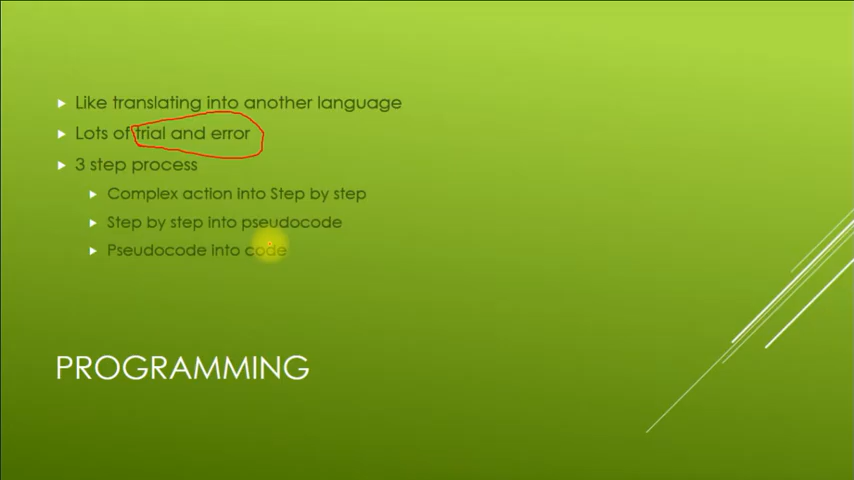 Like translating into another language
Lots of trial and error
3 step process
Complex action into Step by step
Step by step into pseudocode
Pseudocode into code
PROGRAMMING